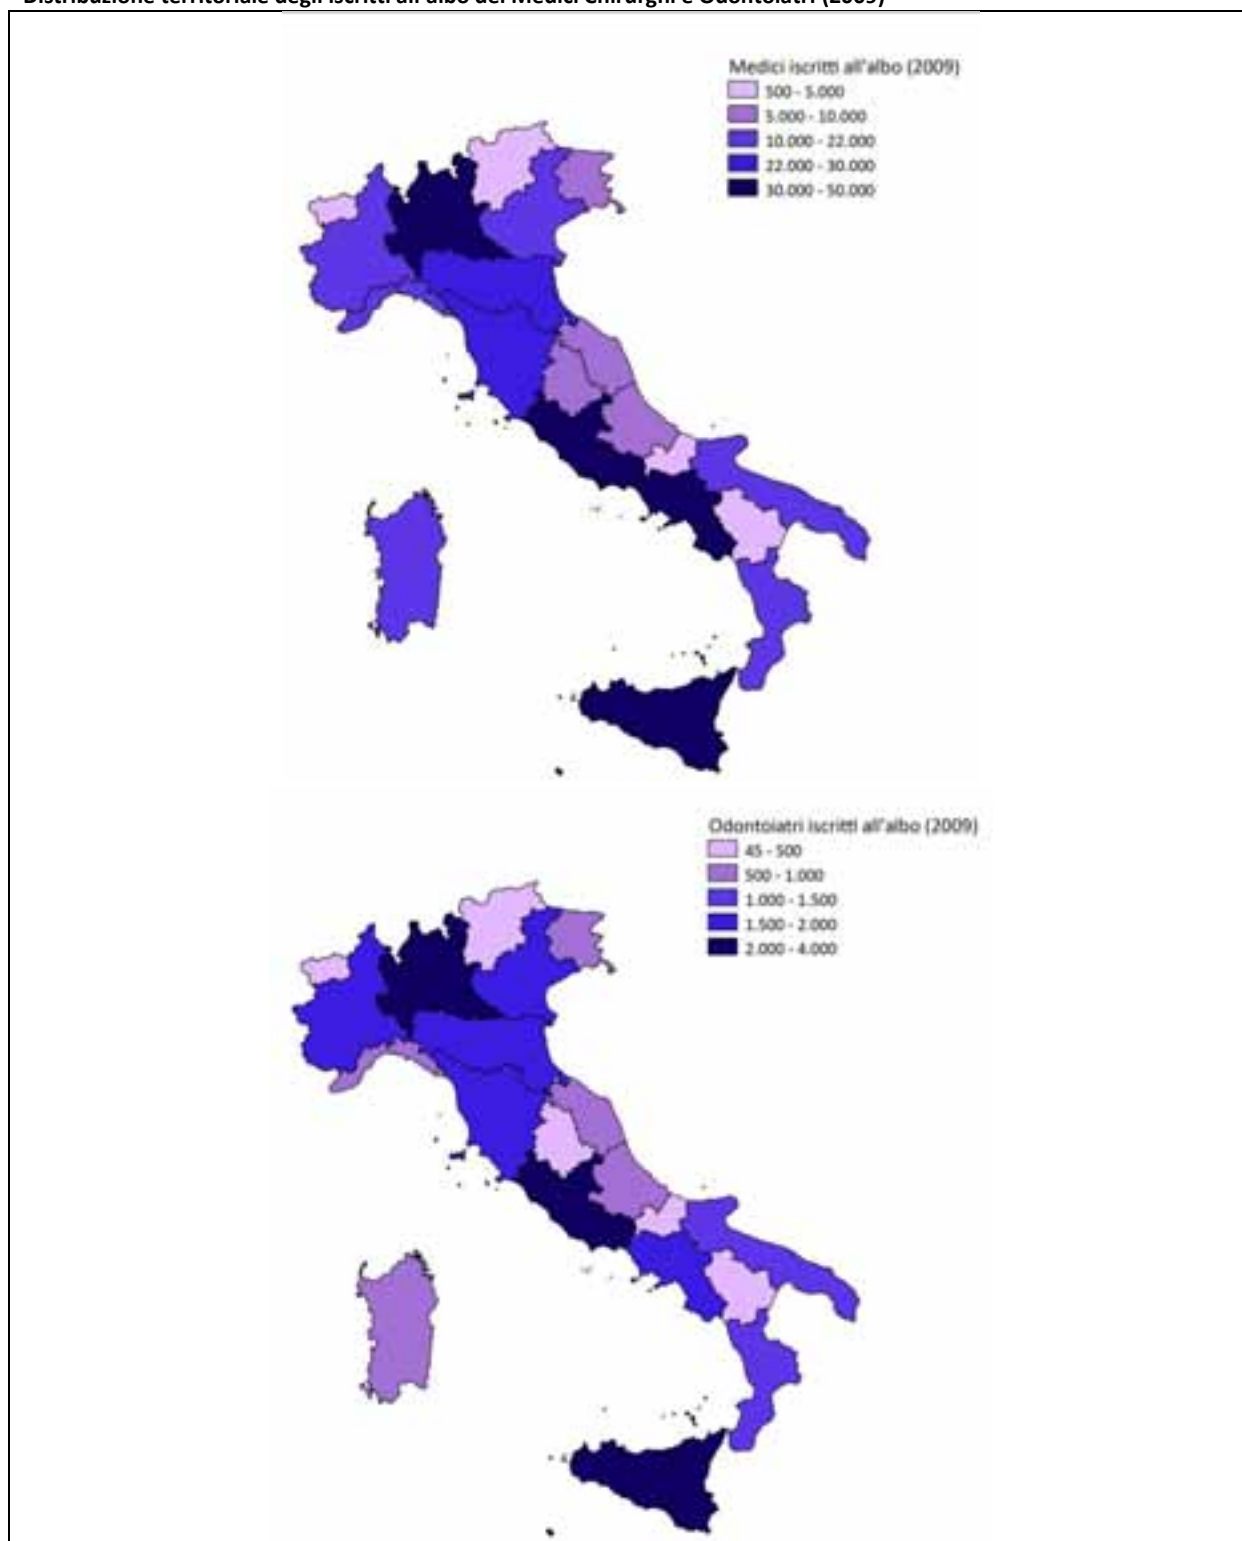 Distribuzione territoriale degli iscritti all'albo dei Medici Chirurghi e Odontoiatri (2009)
Medici iscritti all'albo (2009)
500 - 5.000
5.000 - 10.000
10.000 - 22.000
22.000 - 30.000
30.000 - 50.000
Odontoiatri iscritti all'albo (2009)
45 - 500
500 - 1.000
1.000 - 1.500
1.500 - 2.000
2.000 - 4.000